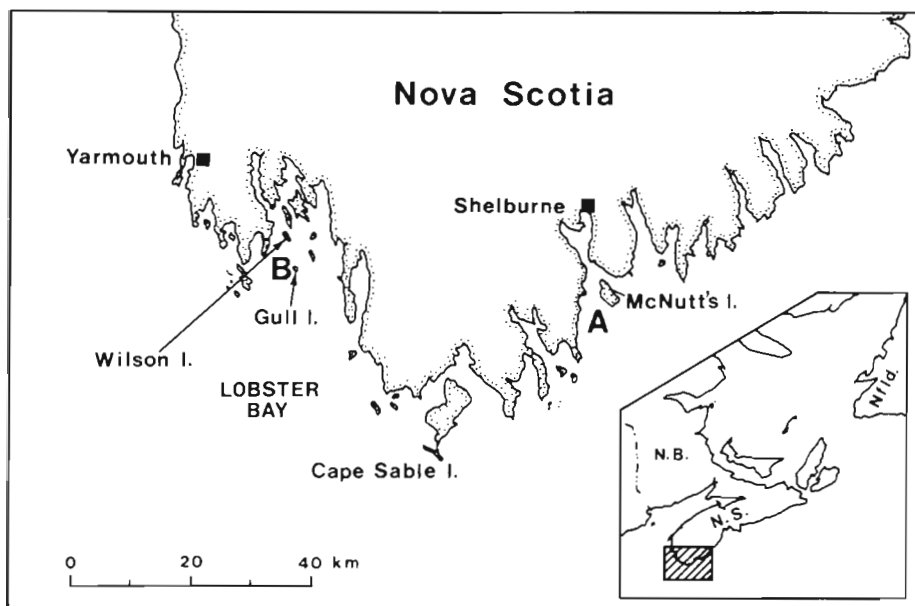 Nova Scotia
Yarmouth
Shelburne
B
McNutt's I.
Gull I.
A
Wilson I.
LOBSTER
BAY
Nfld.
Cape Sable I.
N.B.
N.S.
0 20 40 km